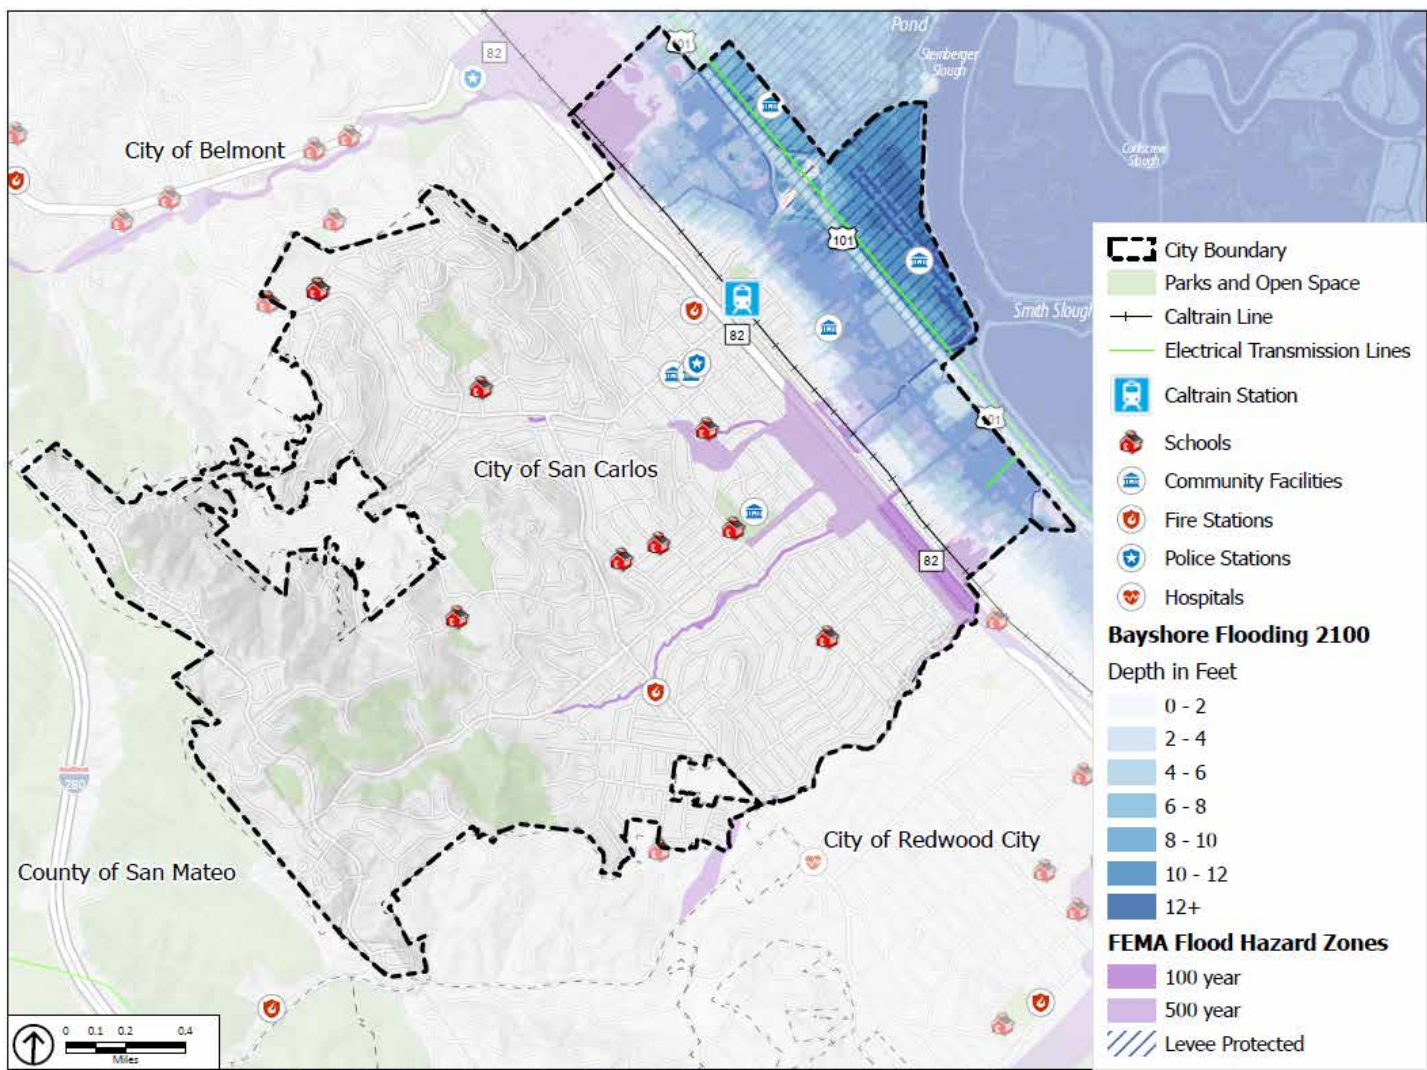 Pond
Steinberger
Slough
101
82
City of Belmont
Corkscrew
Slough
101
Smith Slough
82
101
City of San Carlos
82
280
City of Redwood City
County of San Mateo
City Boundary
Parks and Open Space
Caltrain Line
Electrical Transmission Lines
Caltrain Station
Schools
Community Facilities
Fire Stations
Police Stations
Hospitals
Bayshore Flooding 2100
Depth in Feet
0 - 2
2 - 4
4 - 6
6 - 8
8 - 10
10 - 12
12+
FEMA Flood Hazard Zones
100 year
500 year
Levee Protected
0 0.1 0.2 0.4
Miles